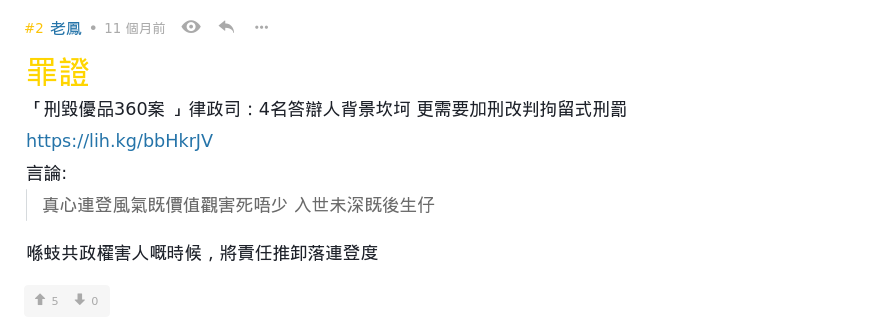 #2 老鳳 • 11 個月前
罪證
「刑毀優品360案 」律政司：4名答辯人背景坎坷 更需要加刑改判拘留式刑罰
https://lih.kg/bbHkrJV
言論:
真心連登風氣既價值觀害死唔少 入世未深既後生仔
喺蚑共政權害人嘅時候，將責任推卸落連登度
5 0